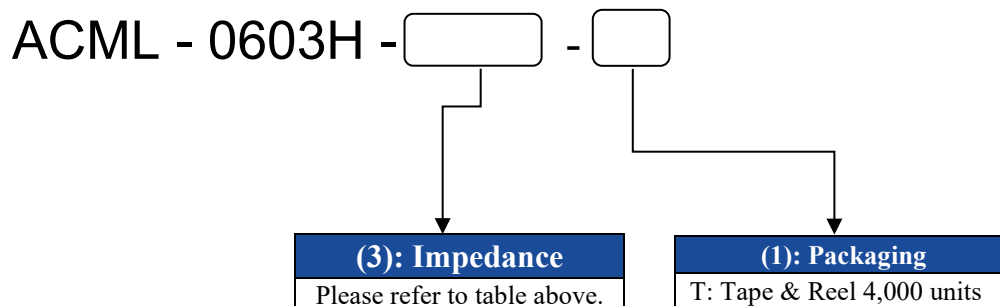 ACML - 0603H - -
(3): Impedance
Please refer to table above.
(1): Packaging
T: Tape & Reel 4,000 units